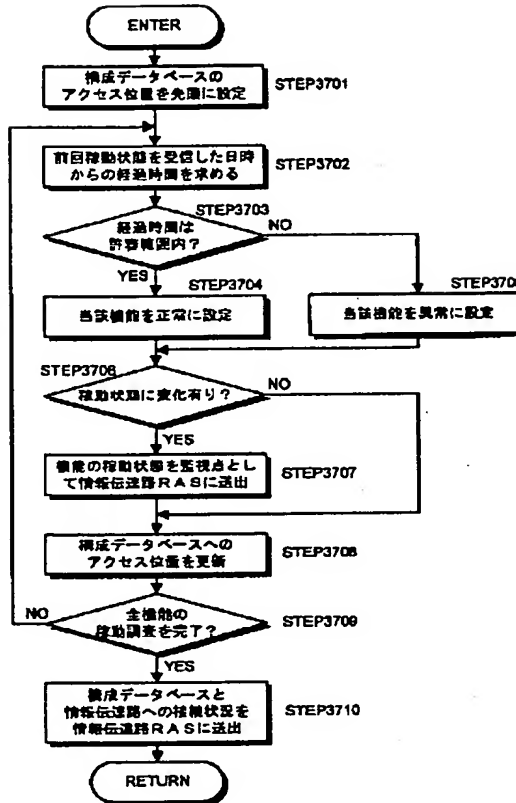 ENTER
構成データベースの
アクセス位置を先頭に設定
STEP3701
前回稼動状態を受信した日時
からの経過時間を求める
STEP3702
STEP3703
経過時間は
許容範囲内？
NO
YES
STEP3704
当該機能を正常に設定
STEP370
当該機能を異常に設定
STEP3706
稼動状態に変化有り？
NO
YES
機能の稼動状態を監視点とし
て情報伝達路RASに送出
STEP3707
構成データベースへの
アクセス位置を更新
STEP3708
NO
全機能の
稼動調査を完了？
STEP3709
YES
構成データベースと
情報伝達路への接続状況を
情報伝達路RASに送出
STEP3710
RETURN